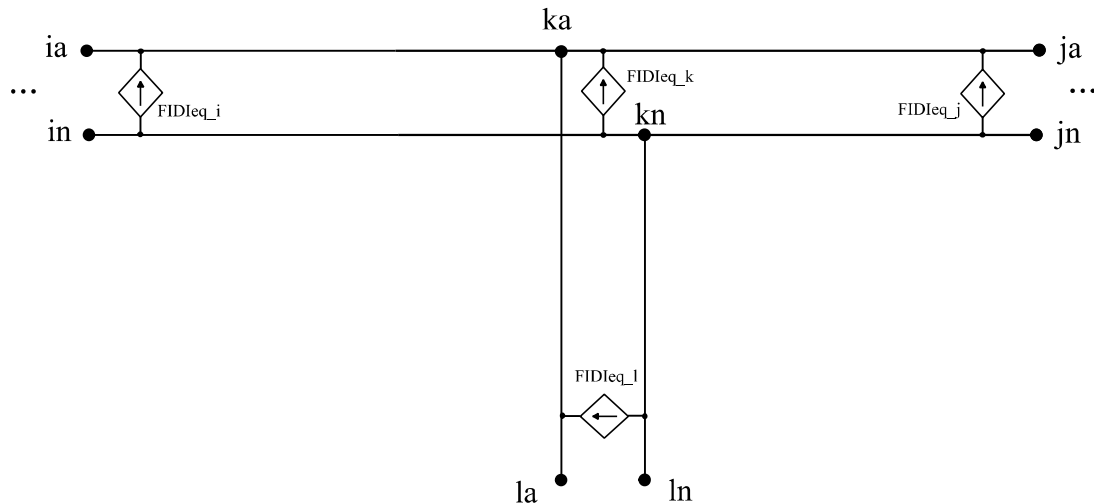 ka
ia
ja
FIDIeq_k
...
...
FIDIeq_i
FIDIeq_j
kn
in
jn
FIDIeq_l
la
ln